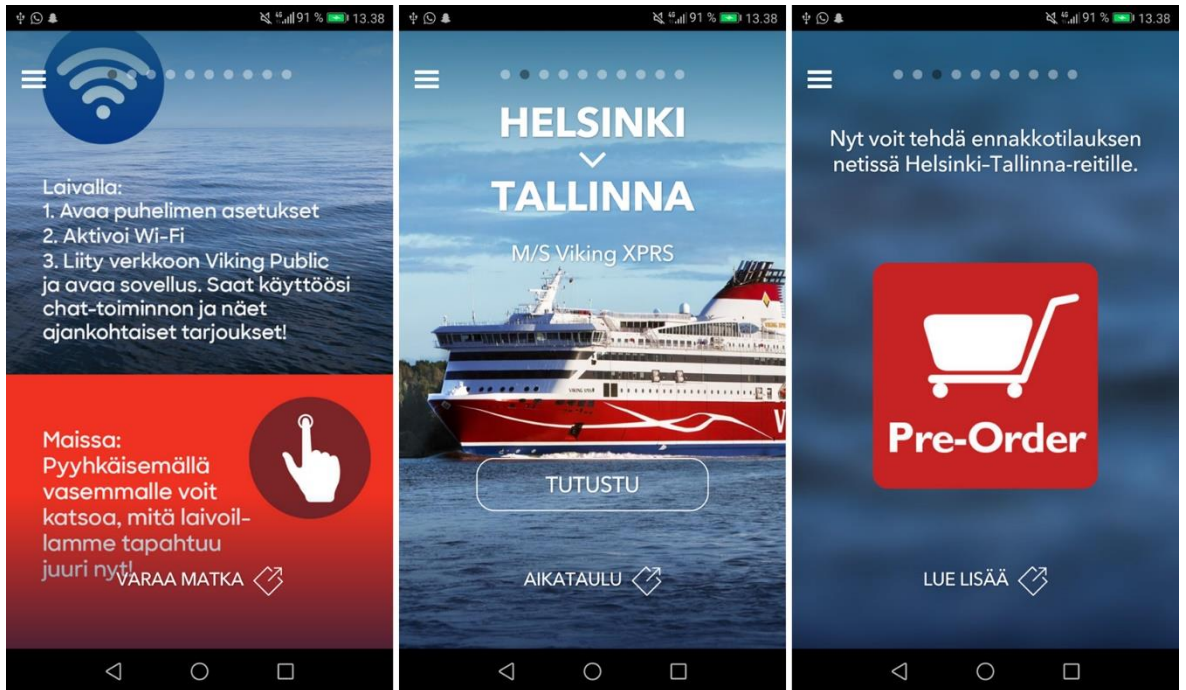 91 % 13.38
Laivalla:
1. Avaa puhelimen asetukset
2. Aktivoi Wi-Fi
3. Liity verkkoon Viking Public
ja avaa sovellus. Saat käyttöösi
chat-toiminnon ja näet
ajankohtaiset tarjoukset!
Maissa:
Pyyhkäisemällä
vasemmalle voit
katsoa, mitä laivoil-
lamme tapahtuu
juuri nyt!
VARAA MATKA
91 % 13.38
HELSINKI
TALLINNA
M/S Viking XPRS
TUTUSTU
AIKATAULU
91 % 13.38
Nyt voit tehdä ennakkotilauksen
netissä Helsinki-Tallinna-reitille.
Pre-Order
LUE LISÄÄ